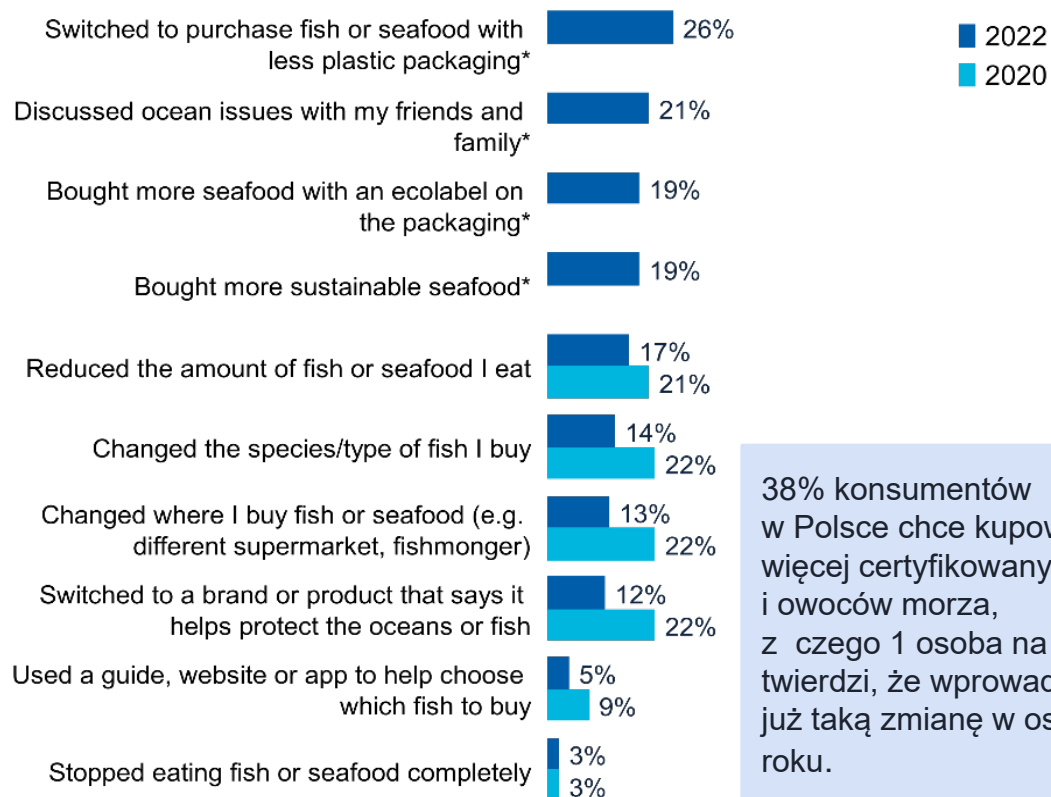 Switched to purchase fish or seafood with
less plastic packaging*
26%
2022
2020
Discussed ocean issues with my friends and
family*
21%
Bought more seafood with an ecolabel on
the packaging*
19%
Bought more sustainable seafood*
19%
Reduced the amount of fish or seafood I eat
17%
21%
Changed the species/type of fish I buy
14%
22%
Changed where I buy fish or seafood (e.g.
different supermarket, fishmonger)
13%
22%
Switched to a brand or product that says it
helps protect the oceans or fish
12%
22%
Used a guide, website or app to help choose
which fish to buy
5%
9%
Stopped eating fish or seafood completely
3%
3%
38% konsumentów
w Polsce chce
więcej
i owoców morza,
z czego 1 osoba na
twierdzi, że
już taką zmianę w
roku.